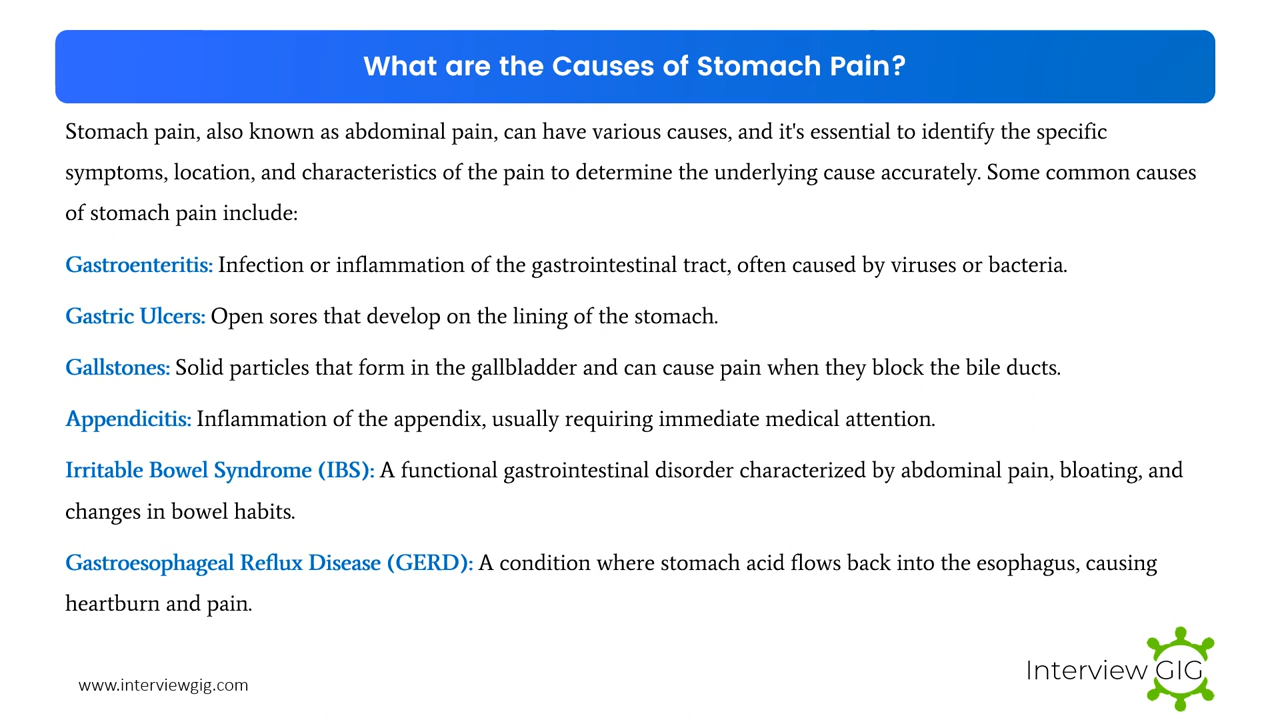 What are the Causes of Stomach Pain?
Stomach pain, also known as abdominal pain, can have various causes, and it's essential to identify the specific
symptoms, location, and characteristics of the pain to determine the underlying cause accurately. Some common causes
of stomach pain include:
Gastroenteritis: Infection or inflammation of the gastrointestinal tract, often caused by viruses or bacteria.
Gastric Ulcers: Open sores that develop on the lining of the stomach.
Gallstones: Solid particles that form in the gallbladder and can cause pain when they block the bile ducts.
Appendicitis: Inflammation of the appendix, usually requiring immediate medical attention.
Irritable Bowel Syndrome (IBS): A functional gastrointestinal disorder characterized by abdominal pain, bloating, and
changes in bowel habits.
Gastroesophageal Reflux Disease (GERD): A condition where stomach acid flows back into the esophagus, causing
heartburn and pain.
www.interviewgig.com
Interview GIG